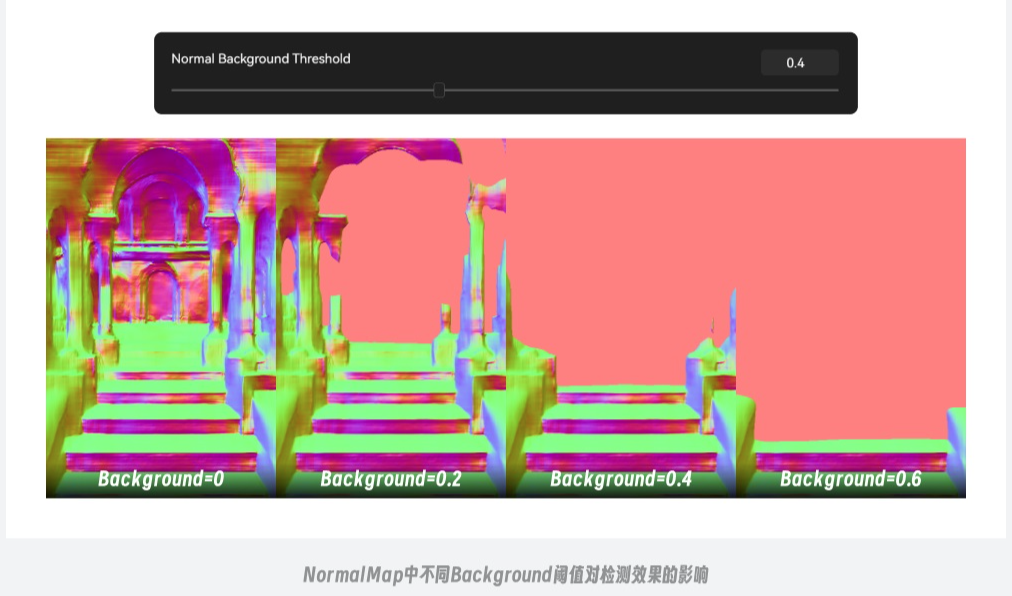 Normal Background Threshold
0.4
Background=0
Background=0.2
Background=0.4
Background=0.6
NormalMap中不同Background阈值对检测效果的影响